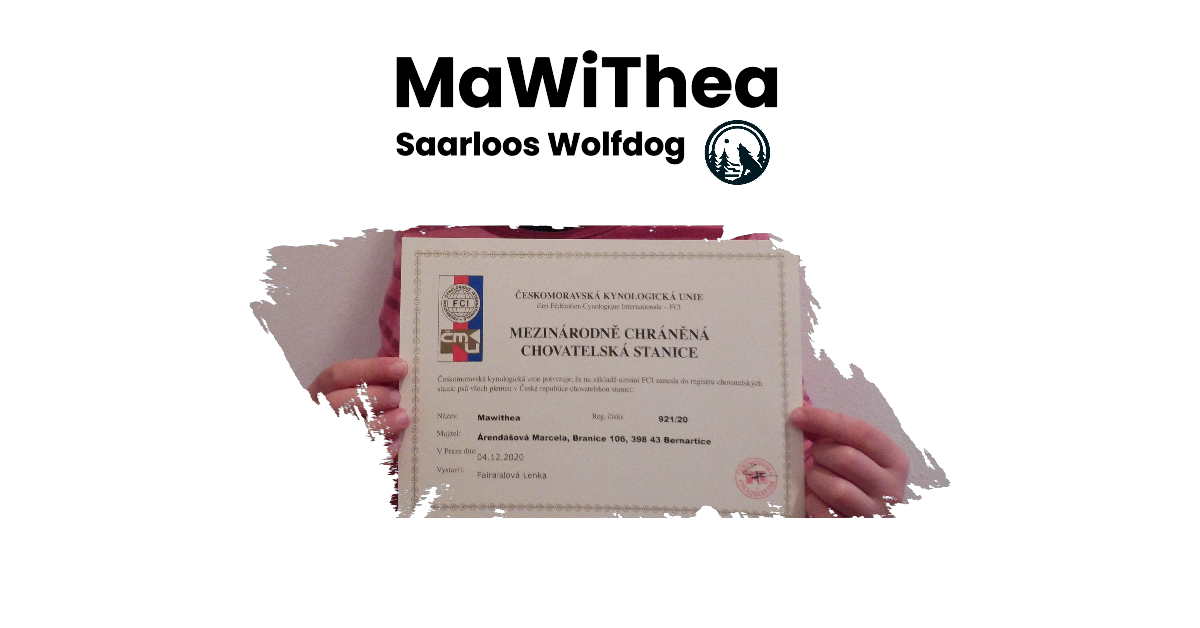 MaWiThea
Saarloos Wolfdog
FCI
ČMKU
ČESKOMORAVSKÁ KYNOLOGICKÁ UNIE
člen Fédération Cynologique Internationale – FCI
MEZINÁRODNĚ CHRÁNĚNÁ
CHOVATELSKÁ STANICE
Českomoravská kynologická unie potvrzuje, že na základě uznání FCI zanesla do registru chovatelských
stanic psů všech plemen v České republice chovatelskou stanici:
Název: Mawithea Reg. číslo: 921/20
Majitel: Árendášová Marcela, Branice 106, 398 43 Bernartice
V Praze dne: 04.12.2020
Vystavil: Lenka